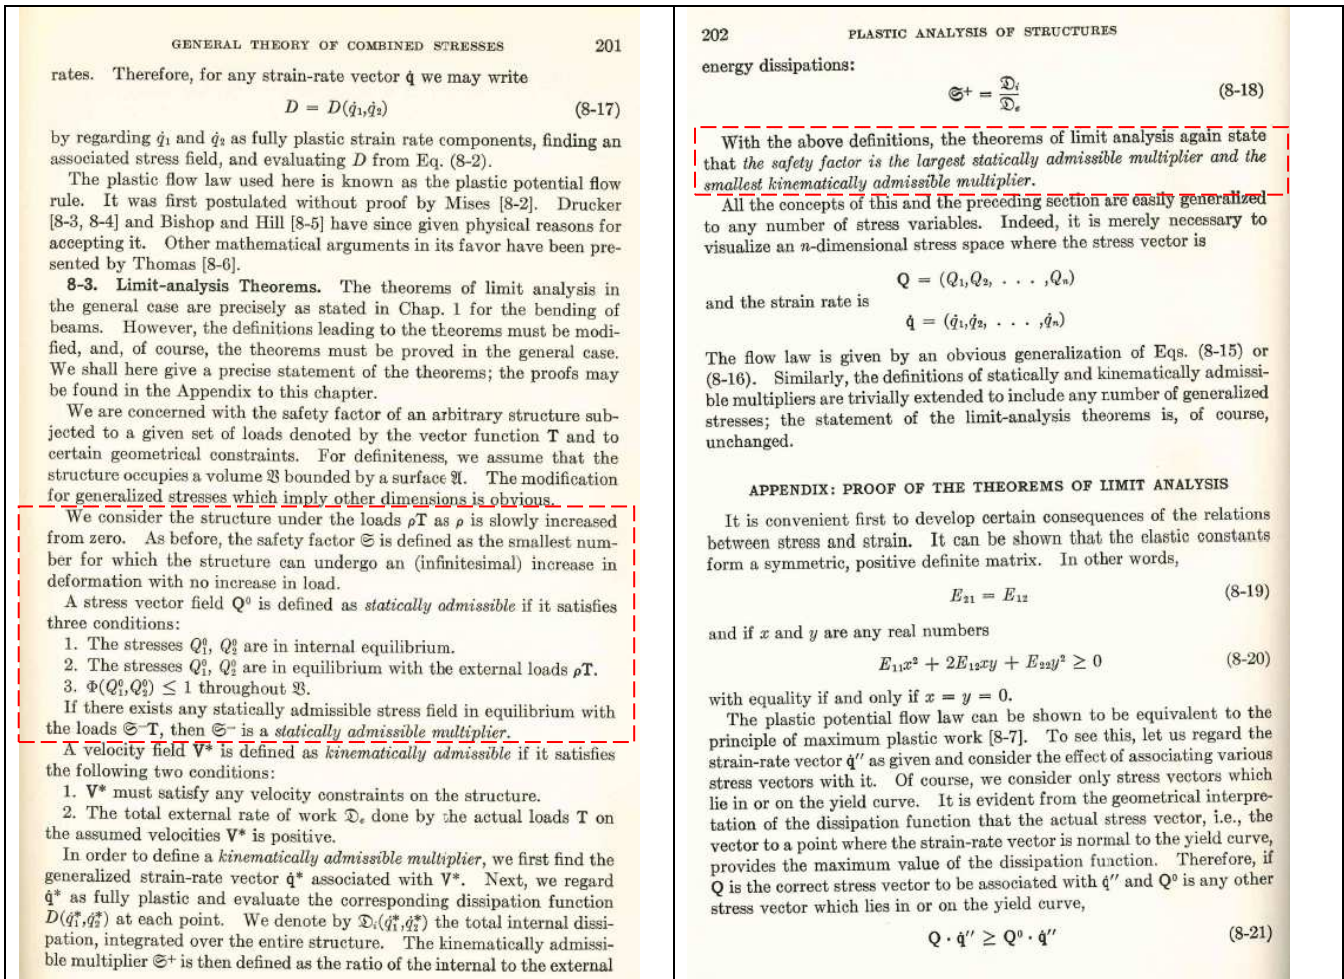 GENERAL THEORY OF COMBINED STRESSES 201
rates. Therefore, for any strain-rate vector q̇ we may write
D = D(q̇₁,q̇₂) (8-17)
by regarding q̇₁ and q̇₂ as fully plastic strain rate components, finding an
associated stress field, and evaluating D from Eq. (8-2).
The plastic flow law used here is known as the plastic potential flow
rule. It was first postulated without proof by Mises [8-2]. Drucker
[8-3, 8-4] and Bishop and Hill [8-5] have since given physical reasons for
accepting it. Other mathematical arguments in its favor have been pre-
sented by Thomas [8-6].
8-3. Limit-analysis Theorems. The theorems of limit analysis in
the general case are precisely as stated in Chap. 1 for the bending of
beams. However, the definitions leading to the theorems must be modi-
fied, and, of course, the theorems must be proved in the general case.
We shall here give a precise statement of the theorems; the proofs may
be found in the Appendix to this chapter.
We are concerned with the safety factor of an arbitrary structure sub-
jected to a given set of loads denoted by the vector function T and to
certain geometrical constraints. For definiteness, we assume that the
structure occupies a volume 𝔅 bounded by a surface 𝔄. The modification
for generalized stresses which imply other dimensions is obvious.
We consider the structure under the loads ρT as ρ is slowly increased
from zero. As before, the safety factor 𝔖 is defined as the smallest num-
ber for which the structure can undergo an (infinitesimal) increase in
deformation with no increase in load.
A stress vector field Q⁰ is defined as statically admissible if it satisfies
three conditions:
1. The stresses Q₁⁰, Q₂⁰ are in internal equilibrium.
2. The stresses Q₁⁰, Q₂⁰ are in equilibrium with the external loads ρT.
3. Φ(Q₁⁰,Q₂⁰) ≤ 1 throughout 𝔅.
If there exists any statically admissible stress field in equilibrium with
the loads 𝔖⁻T, then 𝔖⁻ is a statically admissible multiplier.
A velocity field V* is defined as kinematically admissible if it satisfies
the following two conditions:
1. V* must satisfy any velocity constraints on the structure.
2. The total external rate of work 𝔇ₑ done by the actual loads T on
the assumed velocities V* is positive.
In order to define a kinematically admissible multiplier, we first find the
generalized strain-rate vector q̇* associated with V*. Next, we regard
q̇* as fully plastic and evaluate the corresponding dissipation function
D(q̇₁*,q̇₂*) at each point. We denote by 𝔇ᵢ(q̇₁*,q̇₂*) the total internal dissi-
pation, integrated over the entire structure. The kinematically admissi-
ble multiplier 𝔖⁺ is then defined as the ratio of the internal to the external
202 PLASTIC ANALYSIS OF STRUCTURES
energy dissipations:
𝔖⁺ = 𝔇ᵢ/𝔇ₑ (8-18)
With the above definitions, the theorems of limit analysis again state
that the safety factor is the largest statically admissible multiplier and the
smallest kinematically admissible multiplier.
All the concepts of this and the preceding section are easily generalized
to any number of stress variables. Indeed, it is merely necessary to
visualize an n-dimensional stress space where the stress vector is
Q = (Q₁,Q₂, . . . ,Qₙ)
and the strain rate is
q̇ = (q̇₁,q̇₂, . . . ,q̇ₙ)
The flow law is given by an obvious generalization of Eqs. (8-15) or
(8-16). Similarly, the definitions of statically and kinematically admissi-
ble multipliers are trivially extended to include any number of generalized
stresses; the statement of the limit-analysis theorems is, of course,
unchanged.
APPENDIX: PROOF OF THE THEOREMS OF LIMIT ANALYSIS
It is convenient first to develop certain consequences of the relations
between stress and strain. It can be shown that the elastic constants
form a symmetric, positive definite matrix. In other words,
E₂₁ = E₁₂ (8-19)
and if x and y are any real numbers
E₁₁x² + 2E₁₂xy + E₂₂y² ≥ 0 (8-20)
with equality if and only if x = y = 0.
The plastic potential flow law can be shown to be equivalent to the
principle of maximum plastic work [8-7]. To see this, let us regard the
strain-rate vector q̇″ as given and consider the effect of associating various
stress vectors with it. Of course, we consider only stress vectors which
lie in or on the yield curve. It is evident from the geometrical interpre-
tation of the dissipation function that the actual stress vector, i.e., the
vector to a point where the strain-rate vector is normal to the yield curve,
provides the maximum value of the dissipation function. Therefore, if
Q is the correct stress vector to be associated with q̇″ and Q⁰ is any other
stress vector which lies in or on the yield curve,
Q · q̇″ ≥ Q⁰ · q̇″ (8-21)